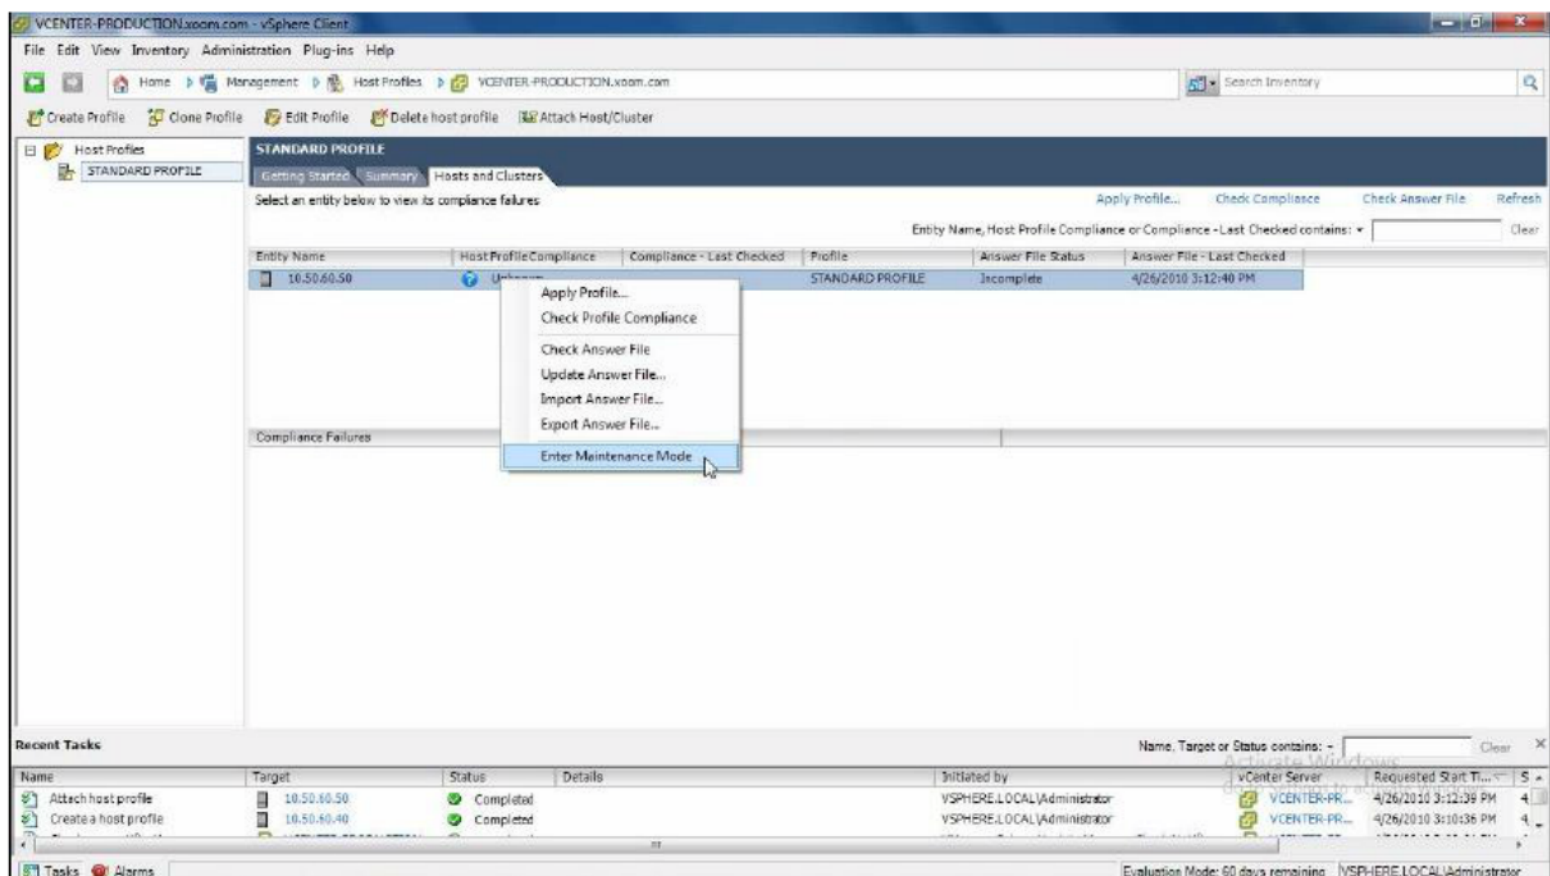 VCENTER-PRODUCTION.xoom.com - vSphere Client
File Edit View Inventory Administration Plug-ins Help
Home Management Host Profiles VCENTER-PRODUCTION.xoom.com Search Inventory
Create Profile Clone Profile Edit Profile Delete host profile Attach Host/Cluster
Host Profiles
STANDARD PROFILE
STANDARD PROFILE
Getting Started Summary Hosts and Clusters
Select an entity below to view its compliance failures Apply Profile... Check Compliance Check Answer File Refresh
Entity Name, Host Profile Compliance or Compliance - Last Checked contains: Clear
Entity Name Host Profile Compliance Compliance - Last Checked Profile Answer File Status Answer File - Last Checked
10.50.60.50 Unknown STANDARD PROFILE Incomplete 4/26/2010 3:12:40 PM
Apply Profile...
Check Profile Compliance
Check Answer File
Update Answer File...
Import Answer File...
Export Answer File...
Compliance Failures
Enter Maintenance Mode
Recent Tasks Name, Target or Status contains: Clear
Activate Windows
Name Target Status Details Initiated by vCenter Server Requested Start Ti... S
Attach host profile 10.50.60.50 Completed VSPHERE.LOCAL\Administrator VCENTER-PR... 4/26/2010 3:12:39 PM 4
Create a host profile 10.50.60.40 Completed VSPHERE.LOCAL\Administrator VCENTER-PR... 4/26/2010 3:10:36 PM 4
Tasks Alarms Evaluation Mode: 60 days remaining VSPHERE.LOCAL\Administrator